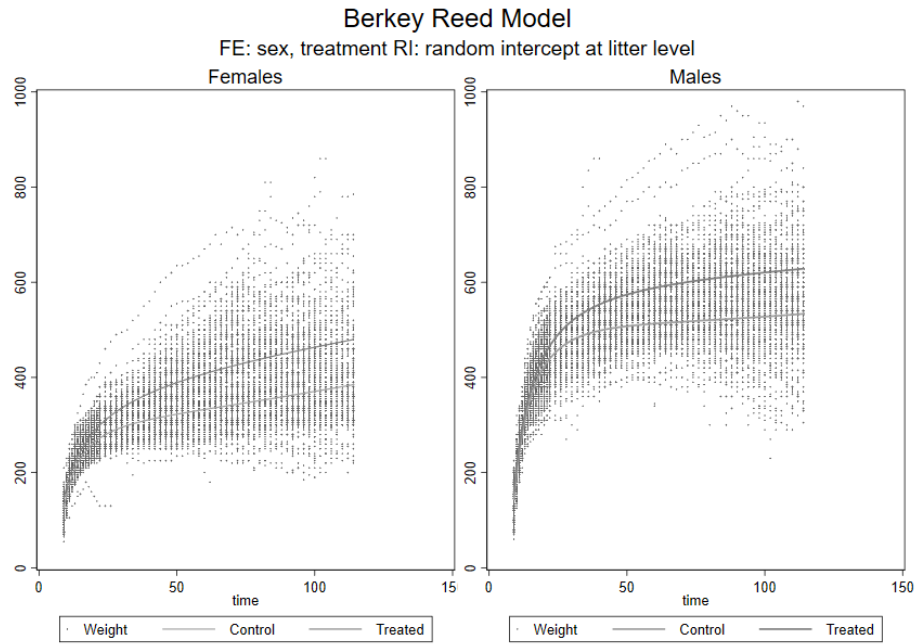 Berkey Reed Model
FE: sex, treatment RI: random intercept at litter level
Females
Males
1000
800
600
400
200
0
0 50 100 15
time
1000
800
600
400
200
0
0 50 100 150
time
Weight Control Treated
Weight Control Treated